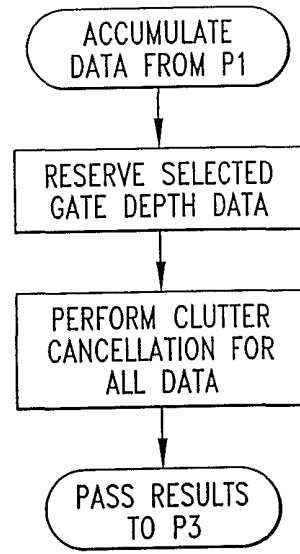 ACCUMULATE
DATA FROM P1
RESERVE SELECTED
GATE DEPTH DATA
PERFORM CLUTTER
CANCELLATION FOR
ALL DATA
PASS RESULTS
TO P3